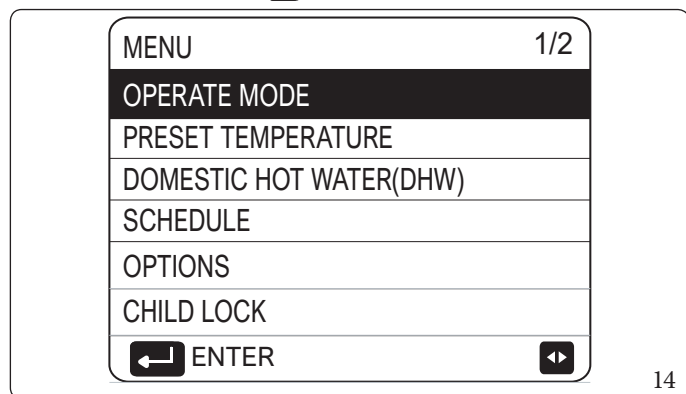 MENU 1/2
OPERATE MODE
PRESET TEMPERATURE
DOMESTIC HOT WATER(DHW)
SCHEDULE
OPTIONS
CHILD LOCK
ENTER
14